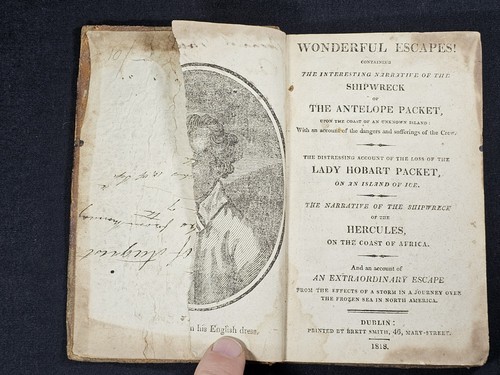 in his English dress.
WONDERFUL ESCAPES!
CONTAINING
THE INTERESTING NARRATIVE OF THE
SHIPWRECK
OF
THE ANTELOPE PACKET,
UPON THE COAST OF AN UNKNOWN ISLAND:
With an account of the dangers and sufferings of the Crew.
THE DISTRESSING ACCOUNT OF THE LOSS OF THE
LADY HOBART PACKET,
ON AN ISLAND OF ICE.
THE NARRATIVE OF THE SHIPWRECK
OF THE
HERCULES,
ON THE COAST OF AFRICA.
And an account of
AN EXTRAORDINARY ESCAPE
FROM THE EFFECTS OF A STORM IN A JOURNEY OVER
THE FROZEN SEA IN NORTH AMERICA.
DUBLIN:
PRINTED BY BRETT SMITH, 46, MARY-STREET.
1818.